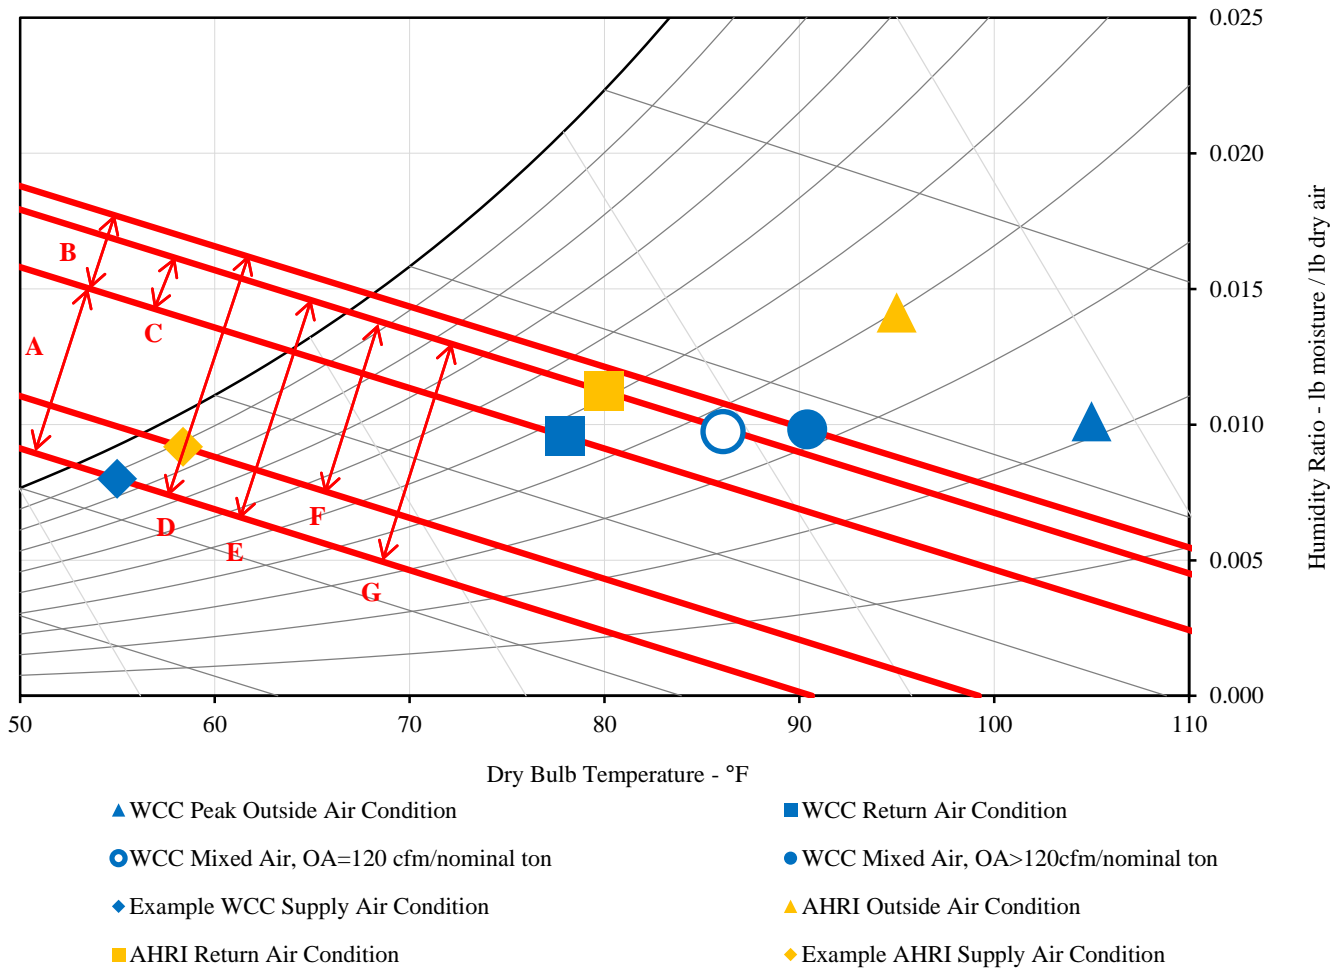 0.025
0.020
B
0.015
C
A
0.010
D
F
E
0.005
G
0.000
50 60 70 80 90 100 110
Humidity Ratio - lb moisture / lb dry air
Dry Bulb Temperature - °F
WCC Peak Outside Air Condition
WCC Return Air Condition
WCC Mixed Air, OA=120 cfm/nominal ton
WCC Mixed Air, OA>120cfm/nominal ton
Example WCC Supply Air Condition
AHRI Outside Air Condition
AHRI Return Air Condition
Example AHRI Supply Air Condition